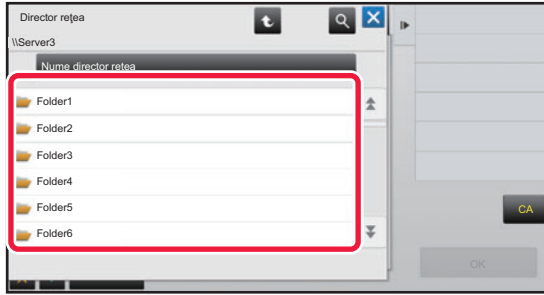 Director rețea
\\Server3
Nume director rețea
Folder1
Folder2
Folder3
Folder4
Folder5
Folder6
CA
OK